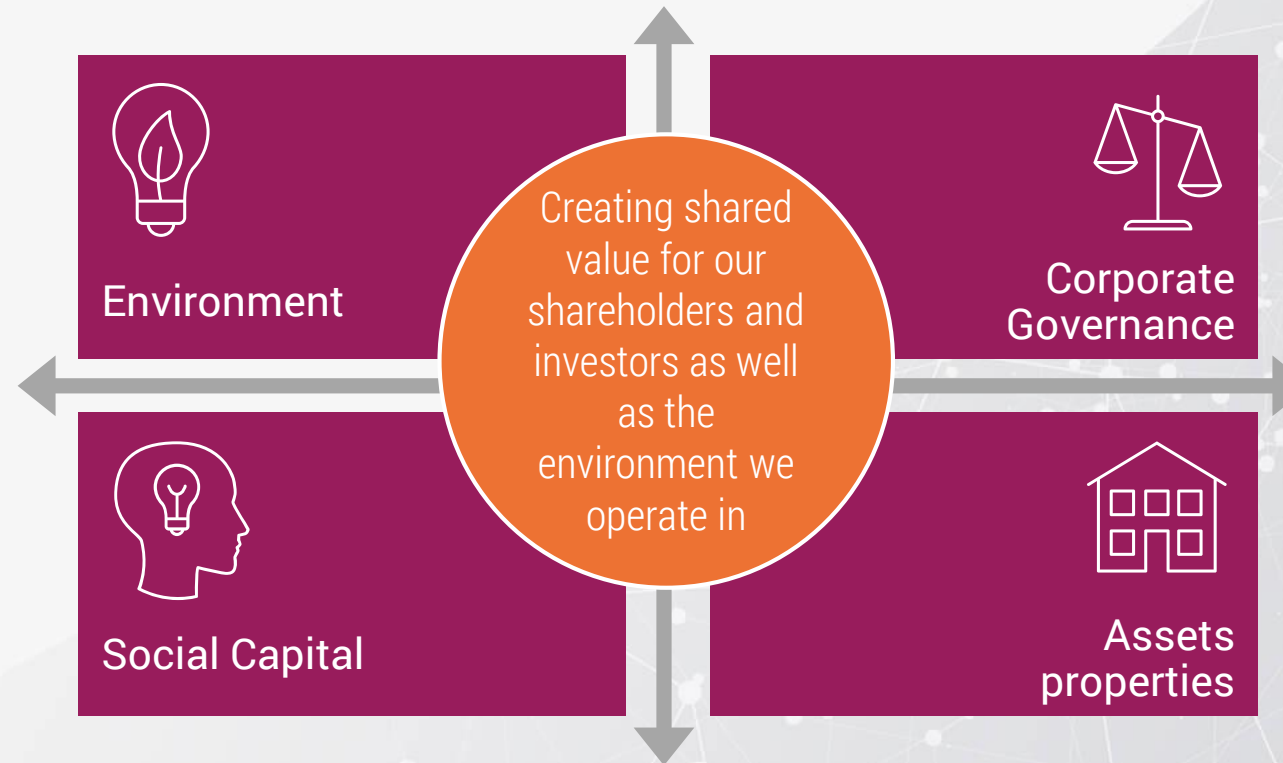 Environment
Corporate
Governance
Creating shared
value for our
shareholders and
investors as well
as the
environment we
operate in
Social Capital
Assets
properties